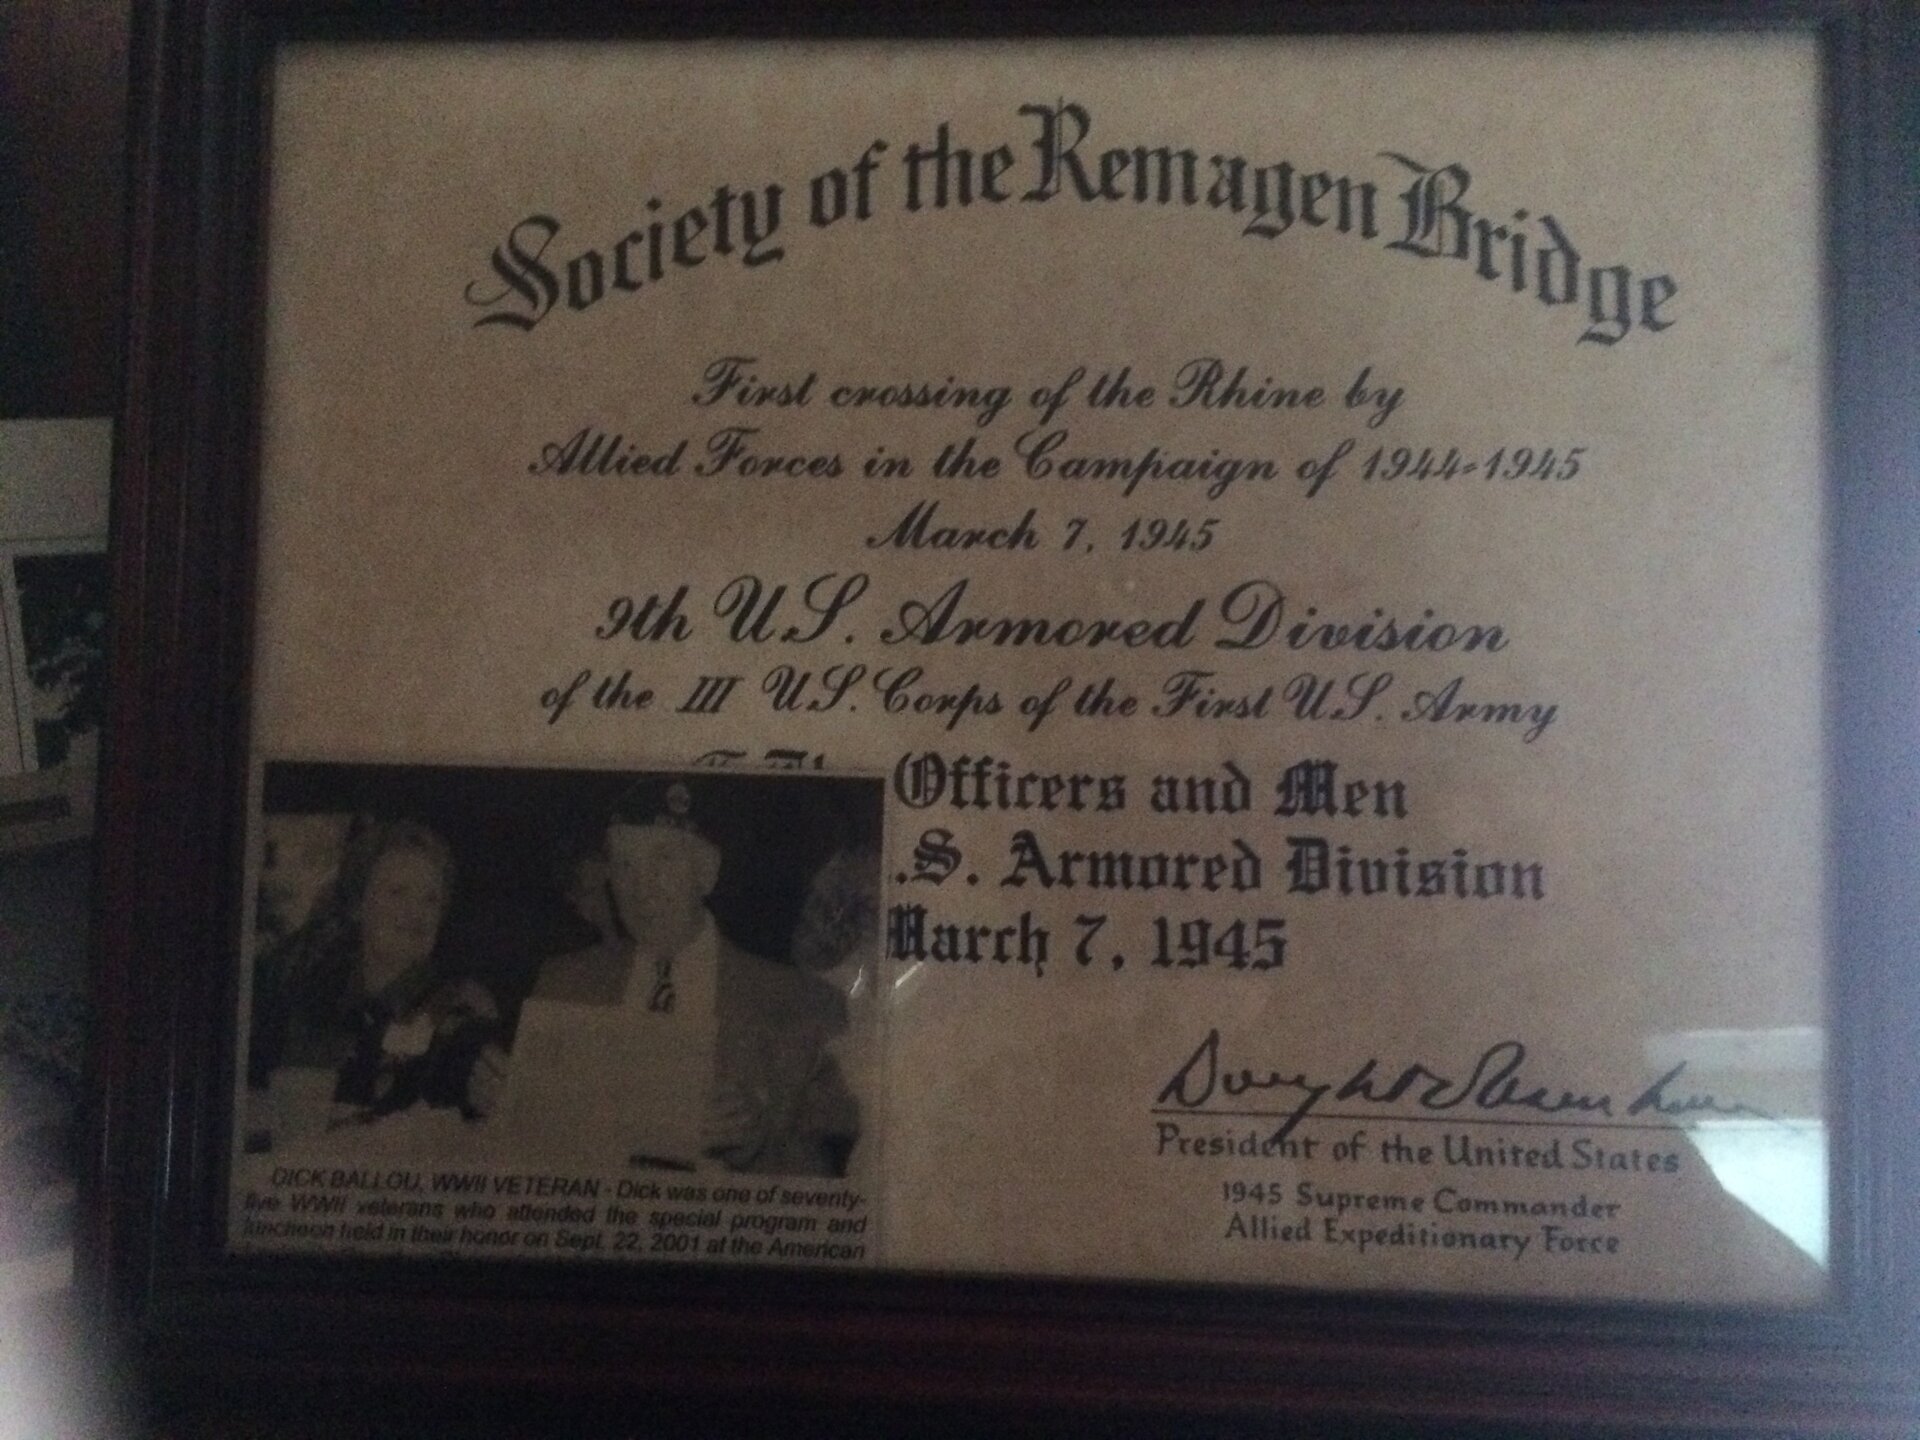 Society of the Remagen Bridge
First crossing of the Rhine by
Allied Forces in the Campaign of 1944-1945
March 7, 1945
9th U.S. Armored Division
of the III U.S. Corps of the First U.S. Army
Officers and Men
.S. Armored Division
March 7, 1945
Dwight D Eisenhower
President of the United States
1945 Supreme Commander
Allied Expeditionary Force
DICK BALLOU, WWII VETERAN - Dick was one of seventy-
five WWII veterans who attended the special program and
luncheon held in their honor on Sept. 22, 2001 at the American